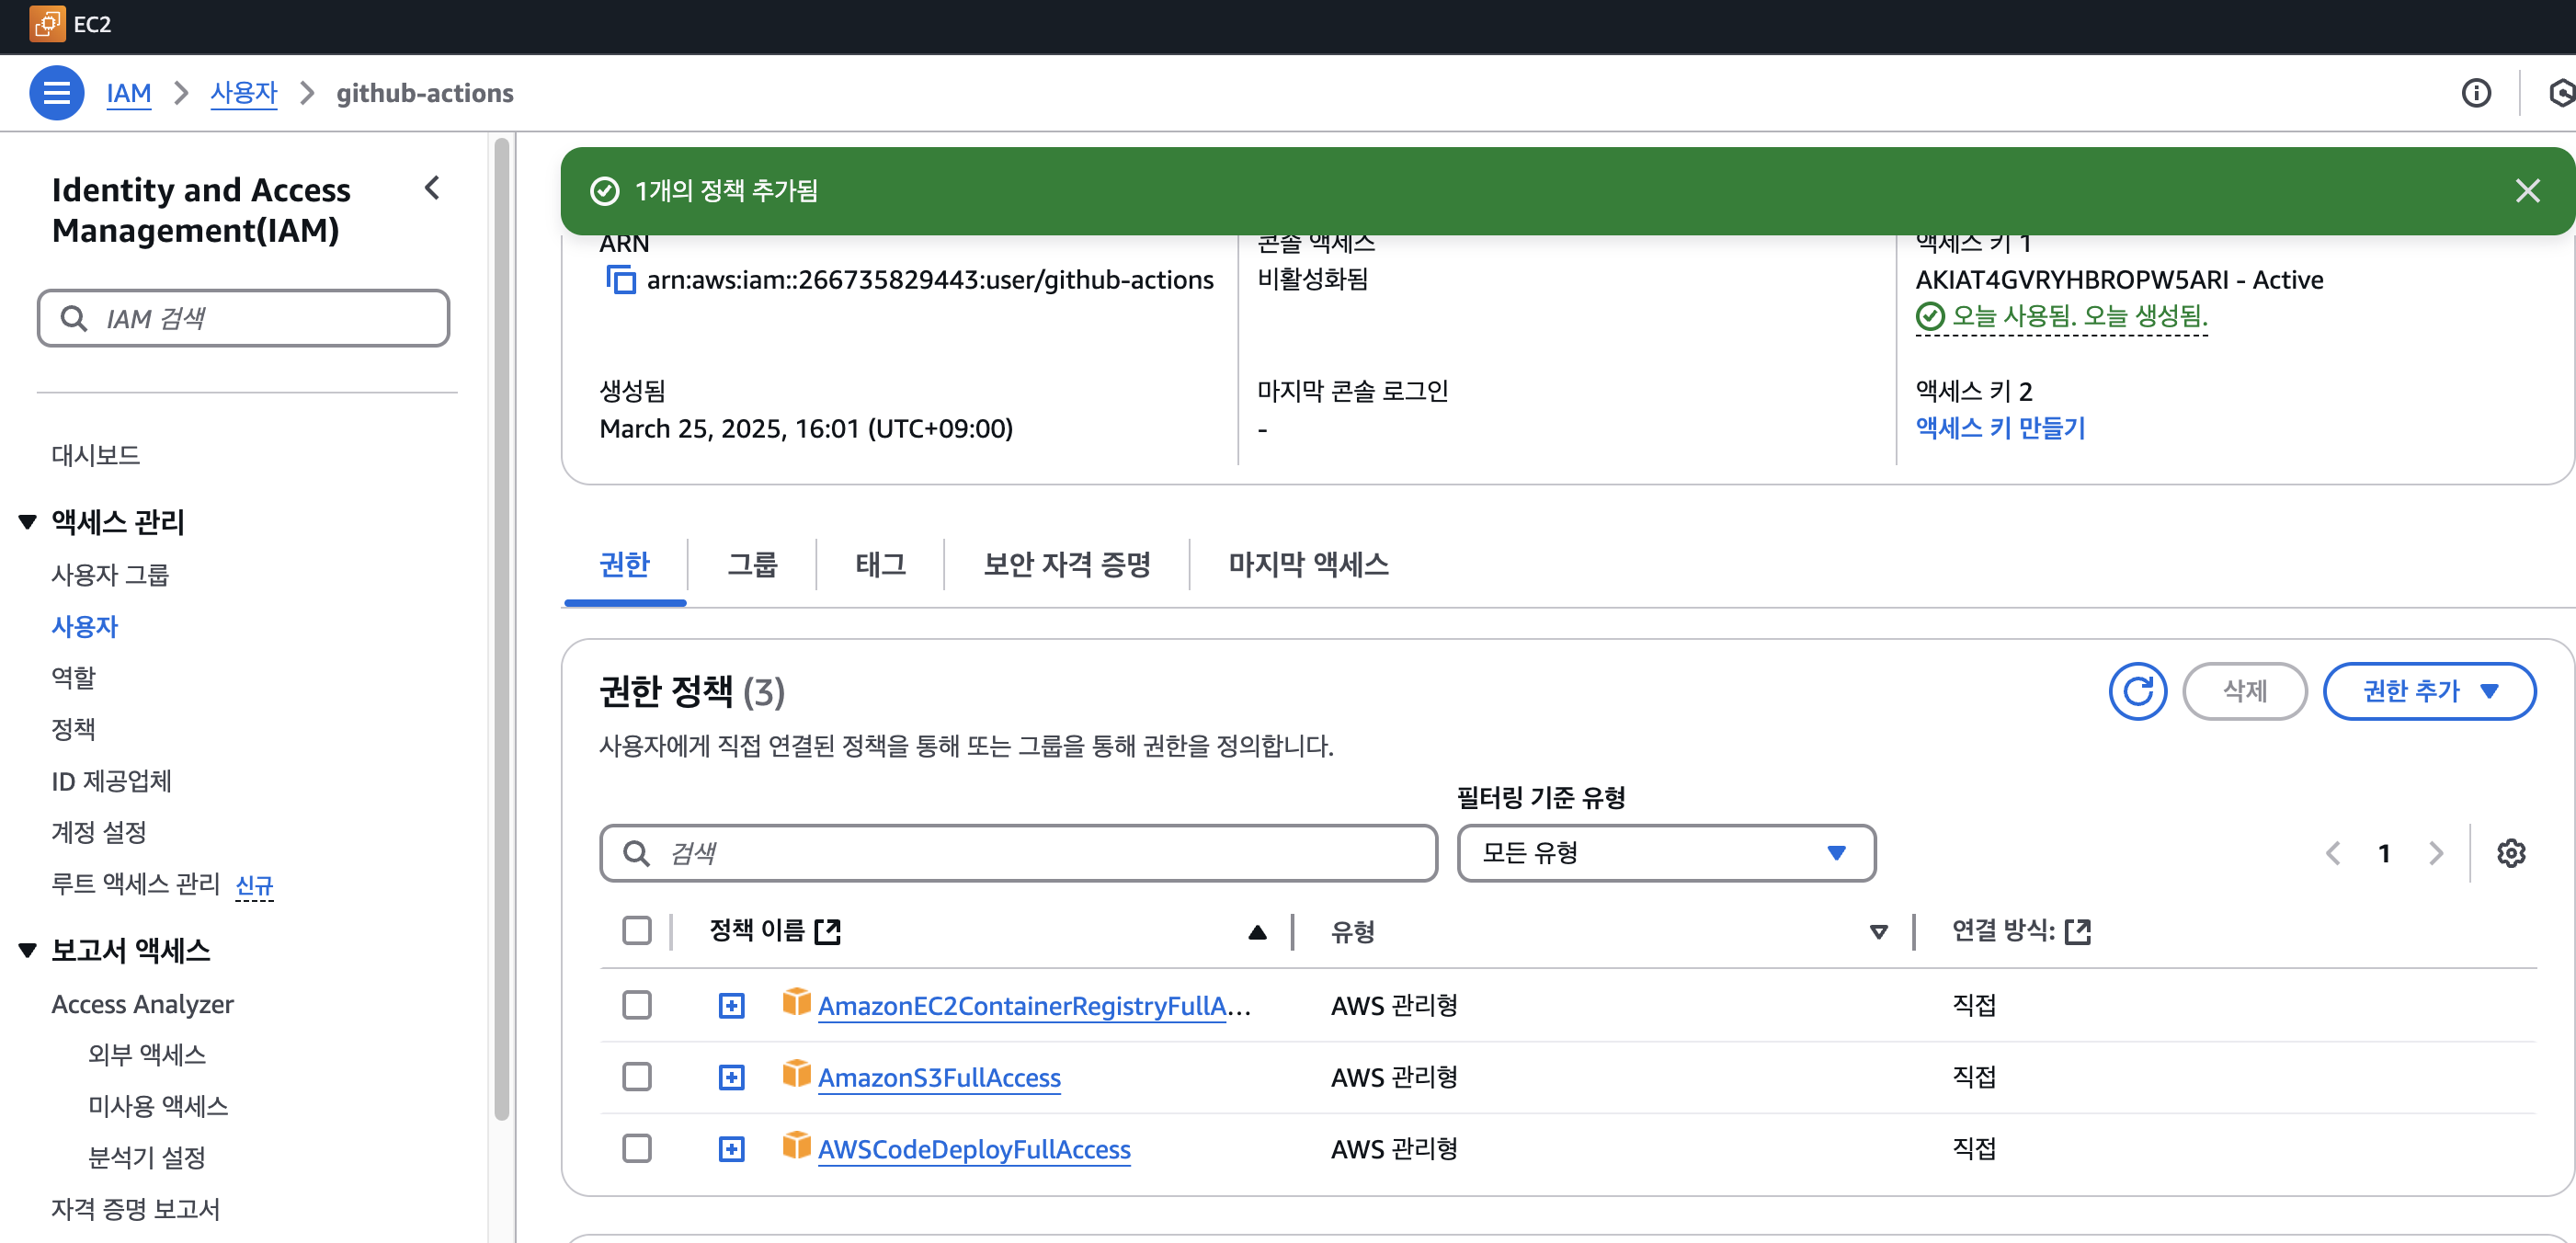 EC2
IAM > 사용자 > github-actions
Identity and Access
Management(IAM)
IAM 검색
대시보드
액세스 관리
사용자 그룹
사용자
역할
정책
ID 제공업체
계정 설정
루트 액세스 관리 신규
보고서 액세스
Access Analyzer
외부 액세스
미사용 액세스
분석기 설정
자격 증명 보고서
1개의 정책 추가됨
ARN
arn:aws:iam::266735829443:user/github-actions
콘솔 액세스
비활성화됨
액세스 키 1
AKIAT4GVRYHBROPW5ARI - Active
오늘 사용됨. 오늘 생성됨.
생성됨
March 25, 2025, 16:01 (UTC+09:00)
마지막 콘솔 로그인
-
액세스 키 2
액세스 키 만들기
권한 그룹 태그 보안 자격 증명 마지막 액세스
권한 정책 (3)
삭제
권한 추가
사용자에게 직접 연결된 정책을 통해 또는 그룹을 통해 권한을 정의합니다.
필터링 기준 유형
검색
모든 유형
1
정책 이름 유형 연결 방식:
AmazonEC2ContainerRegistryFullA... AWS 관리형 직접
AmazonS3FullAccess AWS 관리형 직접
AWSCodeDeployFullAccess AWS 관리형 직접